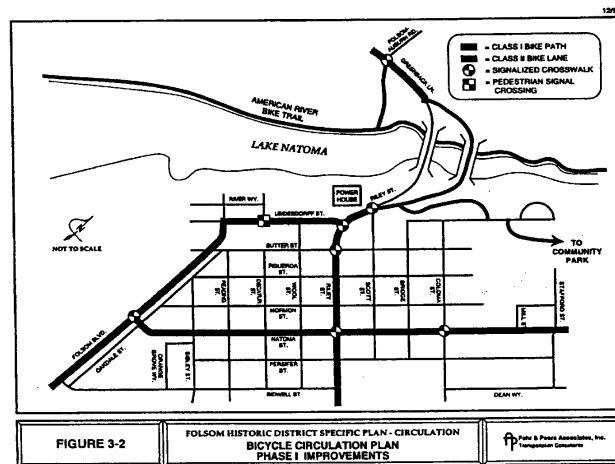 12/9
FOLSOM-
AUBURN RD.
GREENBACK LN.
= CLASS I BIKE PATH
= CLASS II BIKE LANE
= SIGNALIZED CROSSWALK
= PEDESTRIAN SIGNAL
CROSSING
AMERICAN RIVER
BIKE TRAIL
LAKE NATOMA
POWER
HOUSE
RILEY ST.
RIVER WY.
LEIDESDORFF ST.
NOT TO SCALE
SUTTER ST.
TO
COMMUNITY
PARK
FIGUEROA
ST.
READING
ST.
DECATUR
ST.
WOOL
ST.
RILEY
ST.
SCOTT
ST.
BRIDGE
ST.
COLOMA
ST.
STAFFORD ST.
MORMON
ST.
MILL ST.
FOLSOM BLVD.
OAKDALE ST.
NATOMA
ST.
ORANGE
GROVE WY.
SIBLEY ST.
PERSIFER
ST.
BIDWELL ST.
DEAN WY.
FIGURE 3-2
FOLSOM HISTORIC DISTRICT SPECIFIC PLAN - CIRCULATION
BICYCLE CIRCULATION PLAN
PHASE I IMPROVEMENTS
Fehr & Peers Associates, Inc.
Transportation Consultants